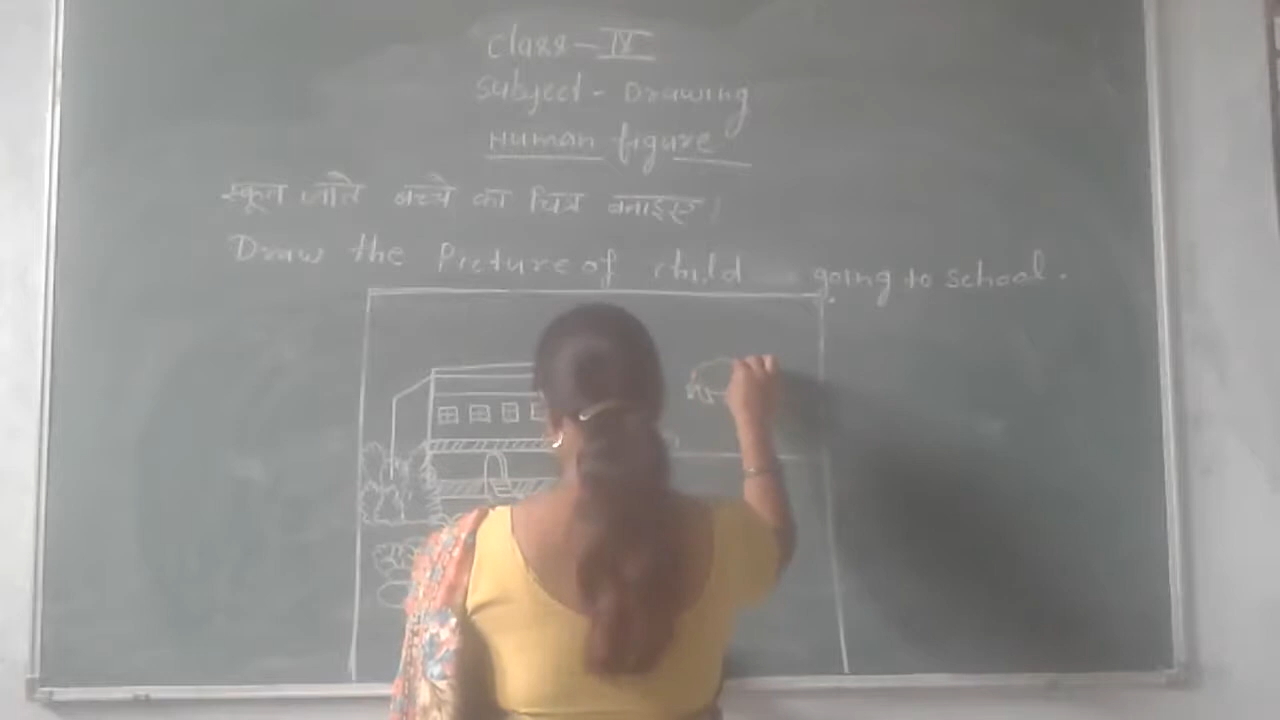 Class - IV
Subject - Drawing
Human figure
स्कूल जाते बच्चे का चित्र बनाइए।
Draw the Picture of child going to school.